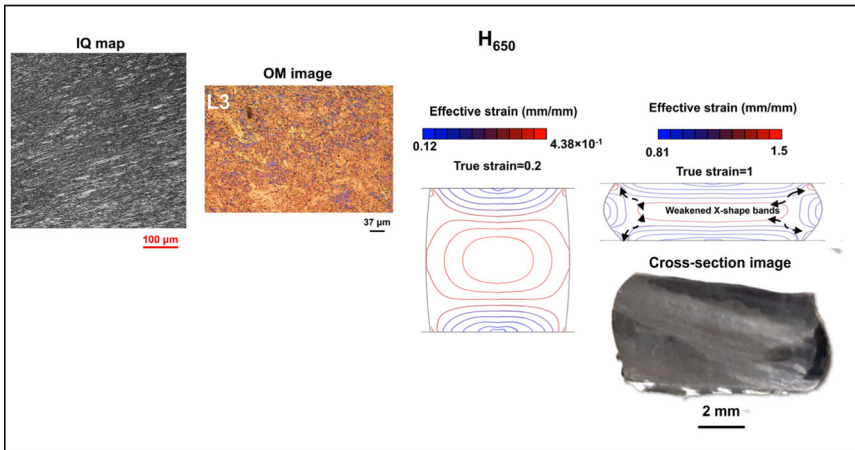 H650
IQ map
100 µm
OM image
L3
37 µm
Effective strain (mm/mm)
0.12
4.38×10⁻¹
True strain=0.2
Effective strain (mm/mm)
0.81
1.5
True strain=1
Weakened X-shape bands
Cross-section image
2 mm